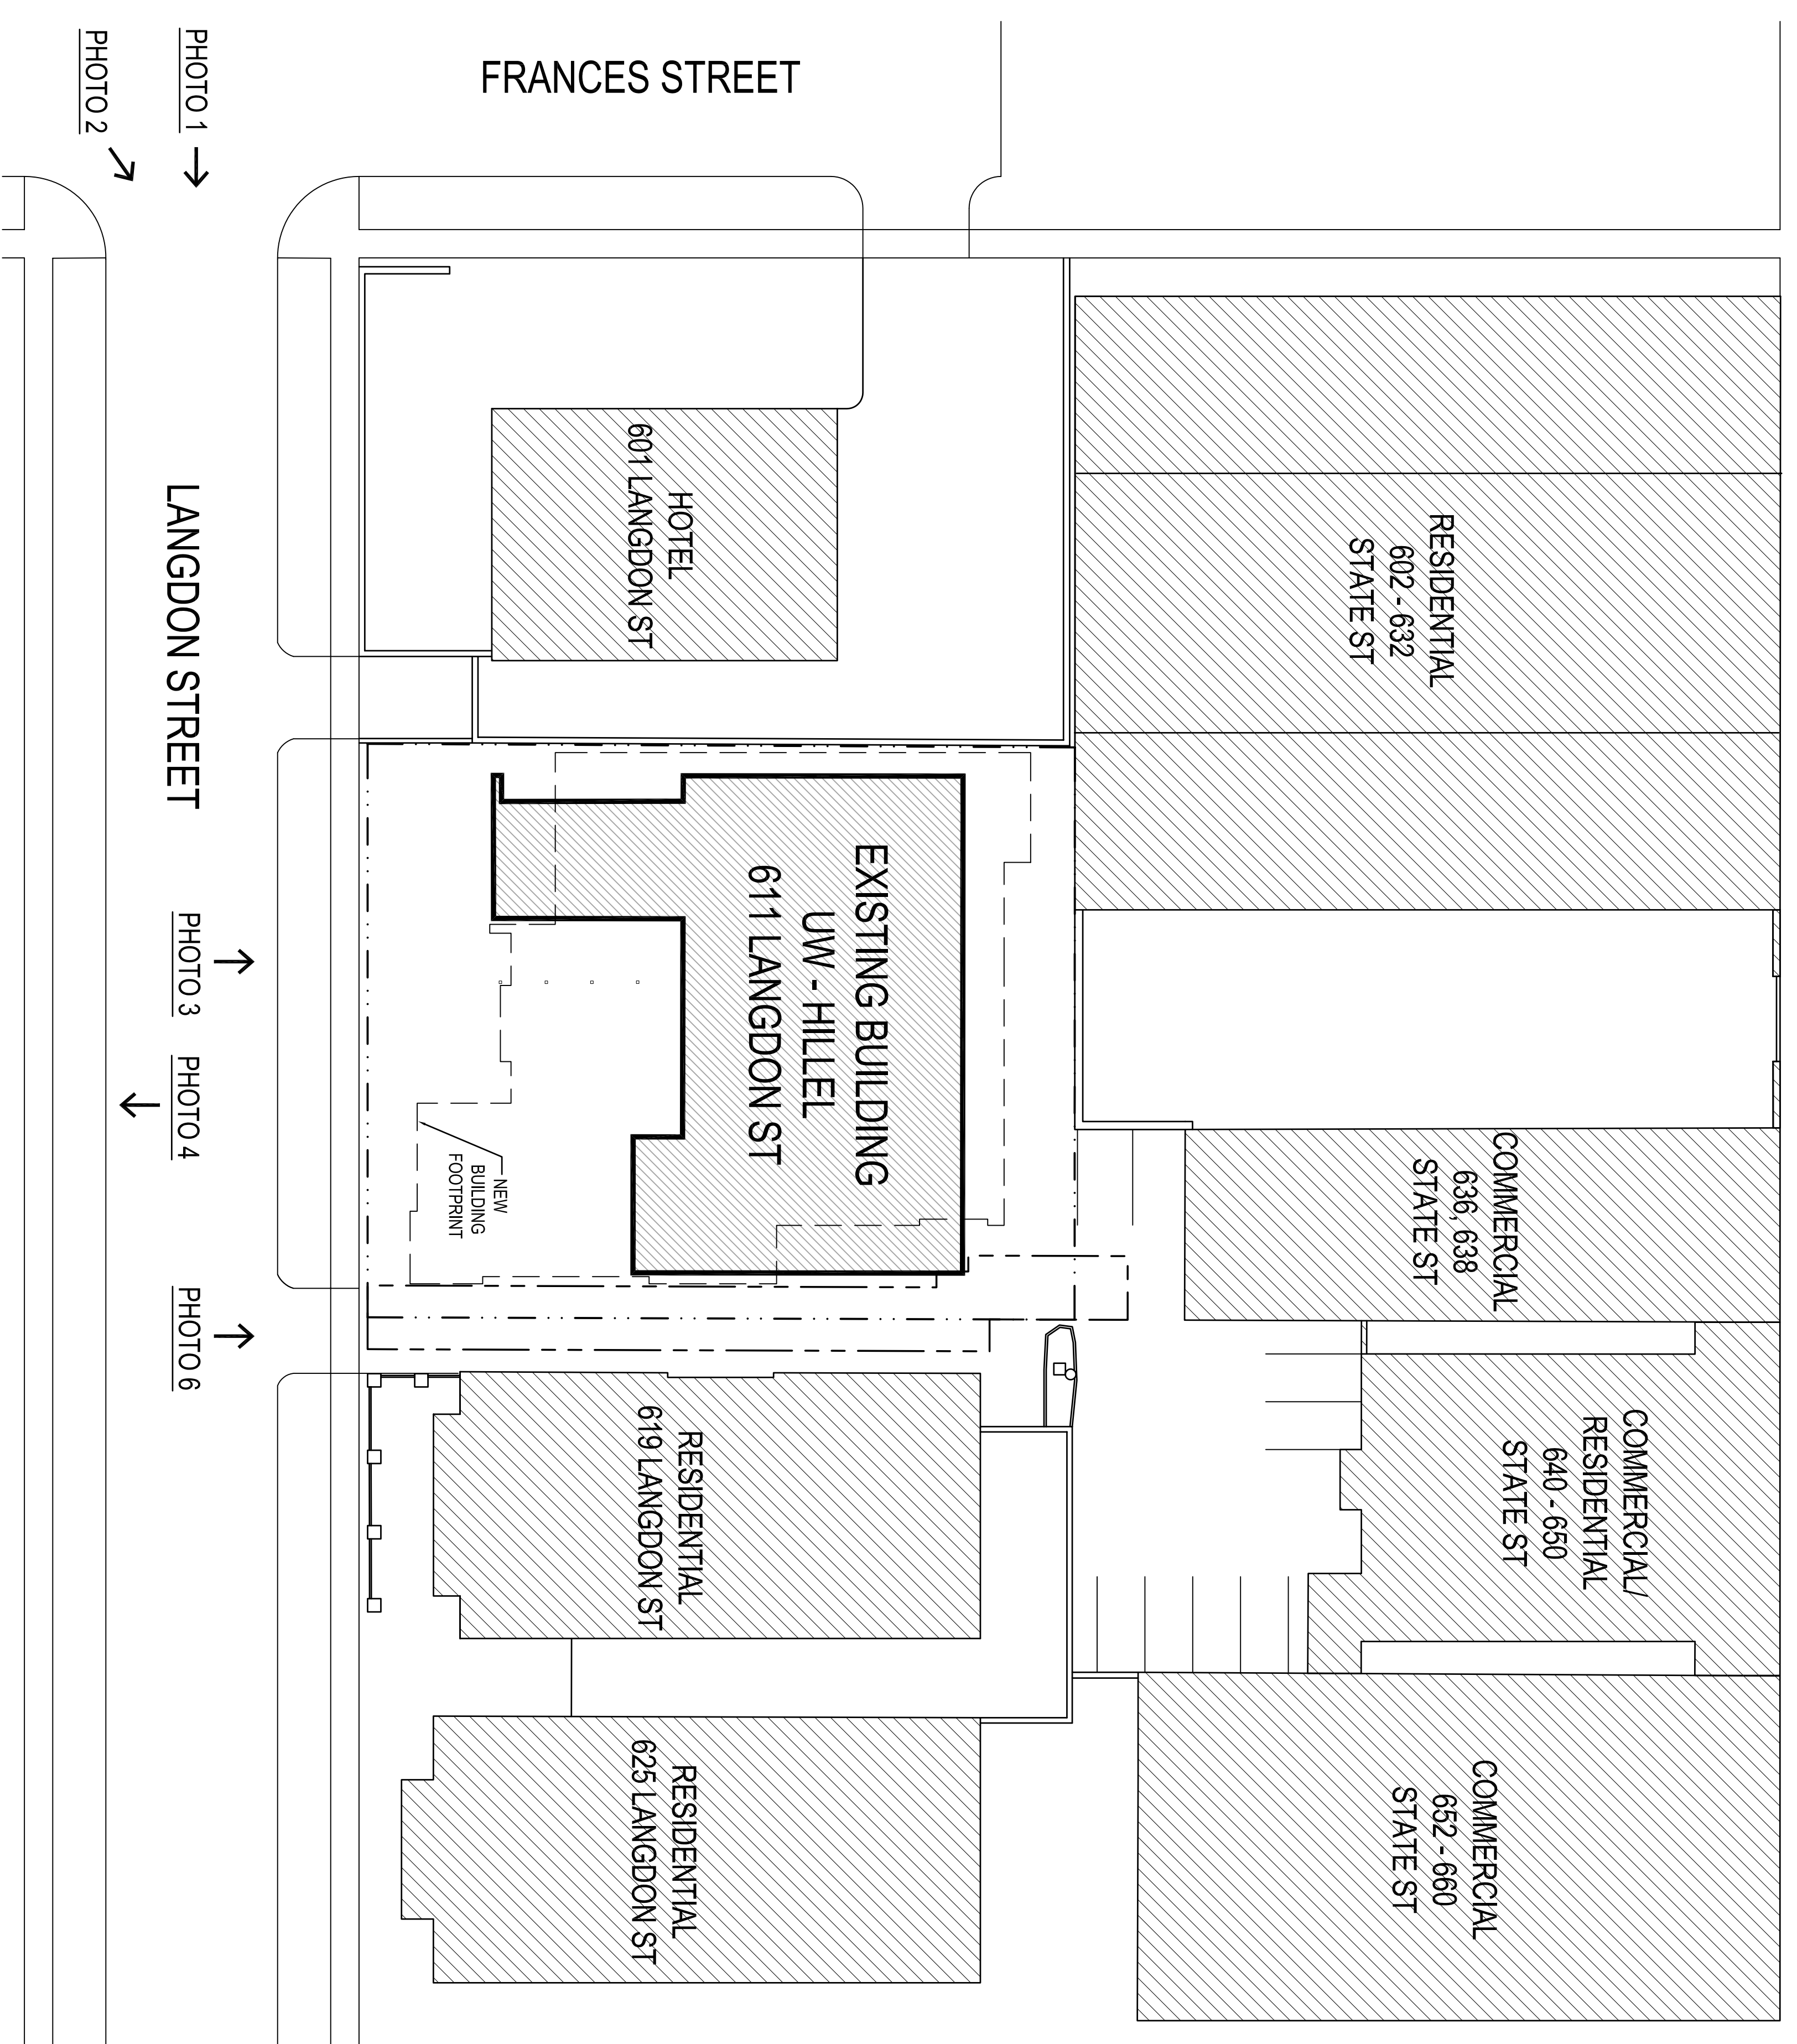 FRANCES STREET
PHOTO 1
PHOTO 2
LANGDON STREET
PHOTO 3
PHOTO 4
PHOTO 6
HOTEL
601 LANGDON ST
RESIDENTIAL
602 - 632
STATE ST
EXISTING BUILDING
UW - HILLEL
611 LANGDON ST
NEW
BUILDING
FOOTPRINT
COMMERCIAL
636, 638
STATE ST
COMMERCIAL/
RESIDENTIAL
640 - 650
STATE ST
RESIDENTIAL
619 LANGDON ST
RESIDENTIAL
625 LANGDON ST
COMMERCIAL
652 - 660
STATE ST